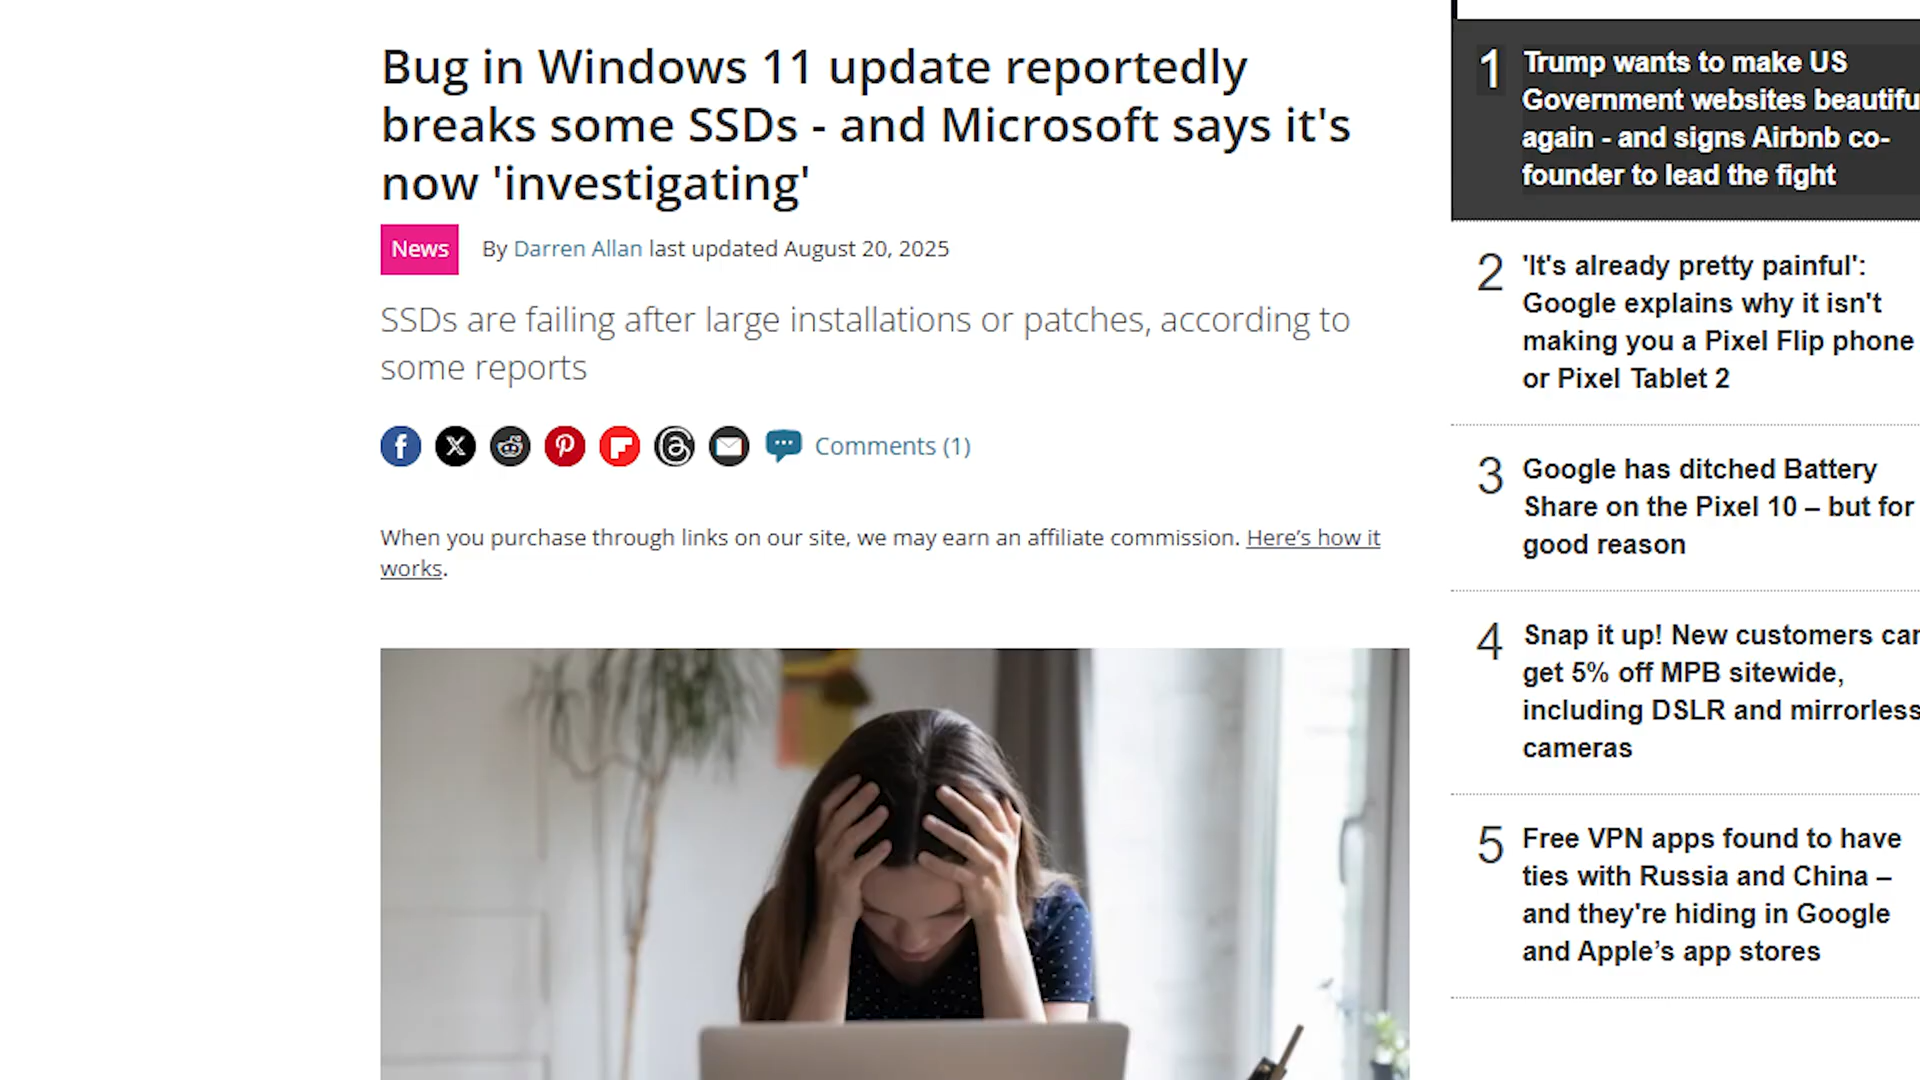 Bug in Windows 11 update reportedly
breaks some SSDs - and Microsoft says it's
now 'investigating'
News
By Darren Allan last updated August 20, 2025
SSDs are failing after large installations or patches, according to
some reports
Comments (1)
When you purchase through links on our site, we may earn an affiliate commission. Here’s how it
works.
1
Trump wants to make US
Government websites beautifu
again - and signs Airbnb co-
founder to lead the fight
2
'It's already pretty painful':
Google explains why it isn't
making you a Pixel Flip phone
or Pixel Tablet 2
3
Google has ditched Battery
Share on the Pixel 10 – but for
good reason
4
Snap it up! New customers can
get 5% off MPB sitewide,
including DSLR and mirrorless
cameras
5
Free VPN apps found to have
ties with Russia and China –
and they're hiding in Google
and Apple’s app stores